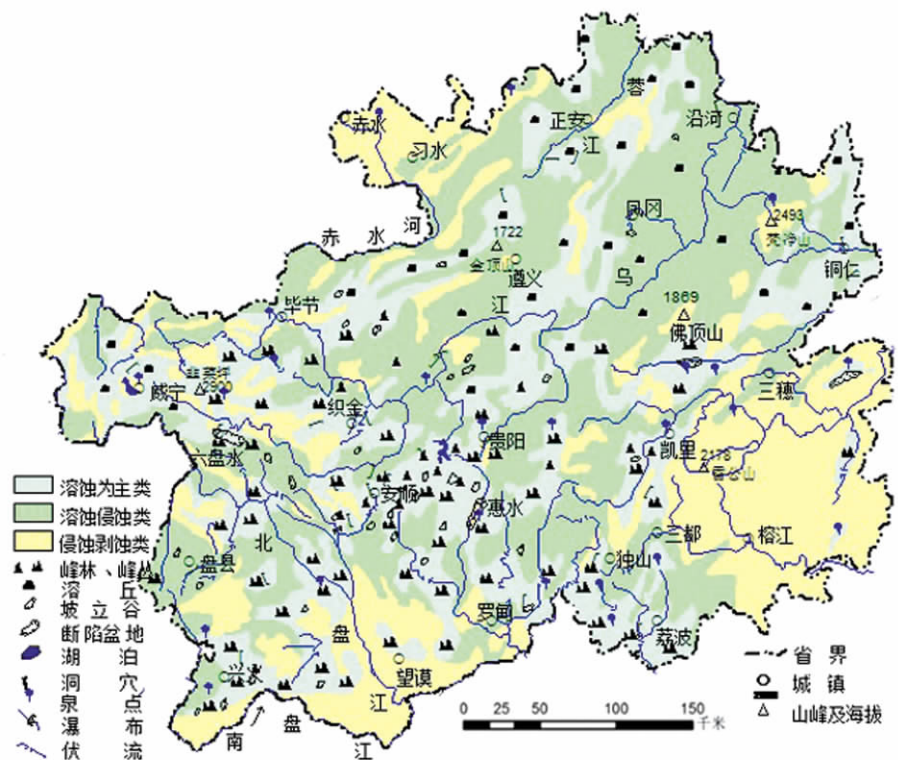 蓉
赤水
正安
沿河
江
习水
凤冈
2493
梵净山
赤水河
1722
金顶山
铜仁
遵义
乌
江
1869
毕节
佛顶山
韭菜坪
2900
威宁
三穗
织金
贵阳
凯里
六盘水
2178
雷公山
安顺
惠水
溶蚀为主类
溶蚀侵蚀类
三都
榕江
北
侵蚀剥蚀类
独山
盘县
峰林、峰丛
溶丘
坡立谷
罗甸
盘
断陷盆地
荔波
湖泊
省界
望谟
洞穴
兴义
城镇
泉点
江
0 25 50 100 150
千米
山峰及海拔
瀑布
南盘江
伏流